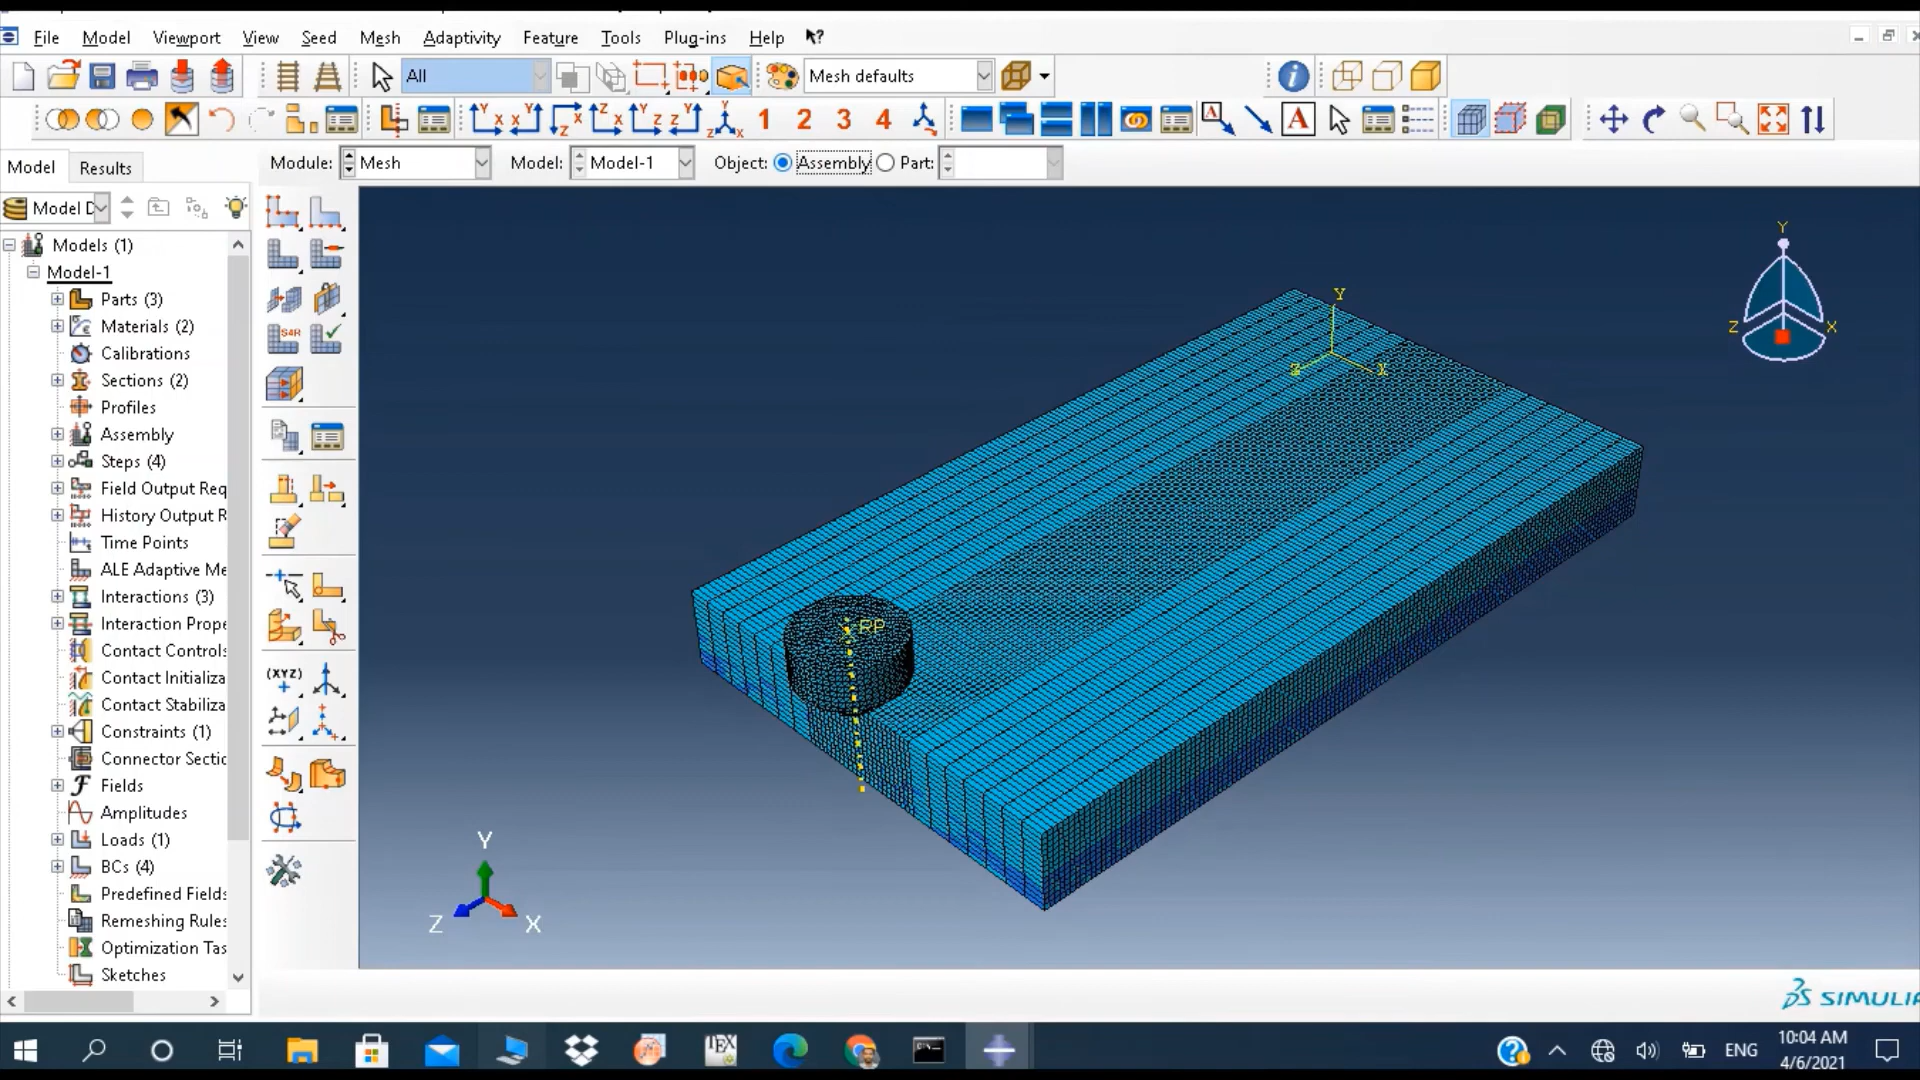 File Model Viewport View Seed Mesh Adaptivity Feature Tools Plug-ins Help
All Mesh defaults
1 2 3 4 A
Model Results Module: Mesh Model: Model-1 Object: Assembly Part:
Model D
Models (1)
Model-1
Parts (3)
Materials (2)
Calibrations
Sections (2)
Profiles
Assembly
Steps (4)
Field Output Req
History Output R
Time Points
ALE Adaptive Me
Interactions (3)
Interaction Prope
Contact Controls
Contact Initializa
Contact Stabiliza
Constraints (1)
Connector Sectic
Fields
Amplitudes
Loads (1)
BCs (4)
Predefined Fields
Remeshing Rules
Optimization Tas
Sketches
S4R
(XYZ)
Y
Z X
Y
Z X
RP
Y
Z X
SIMULIA
TEX
ENG
10:04 AM
4/6/2021